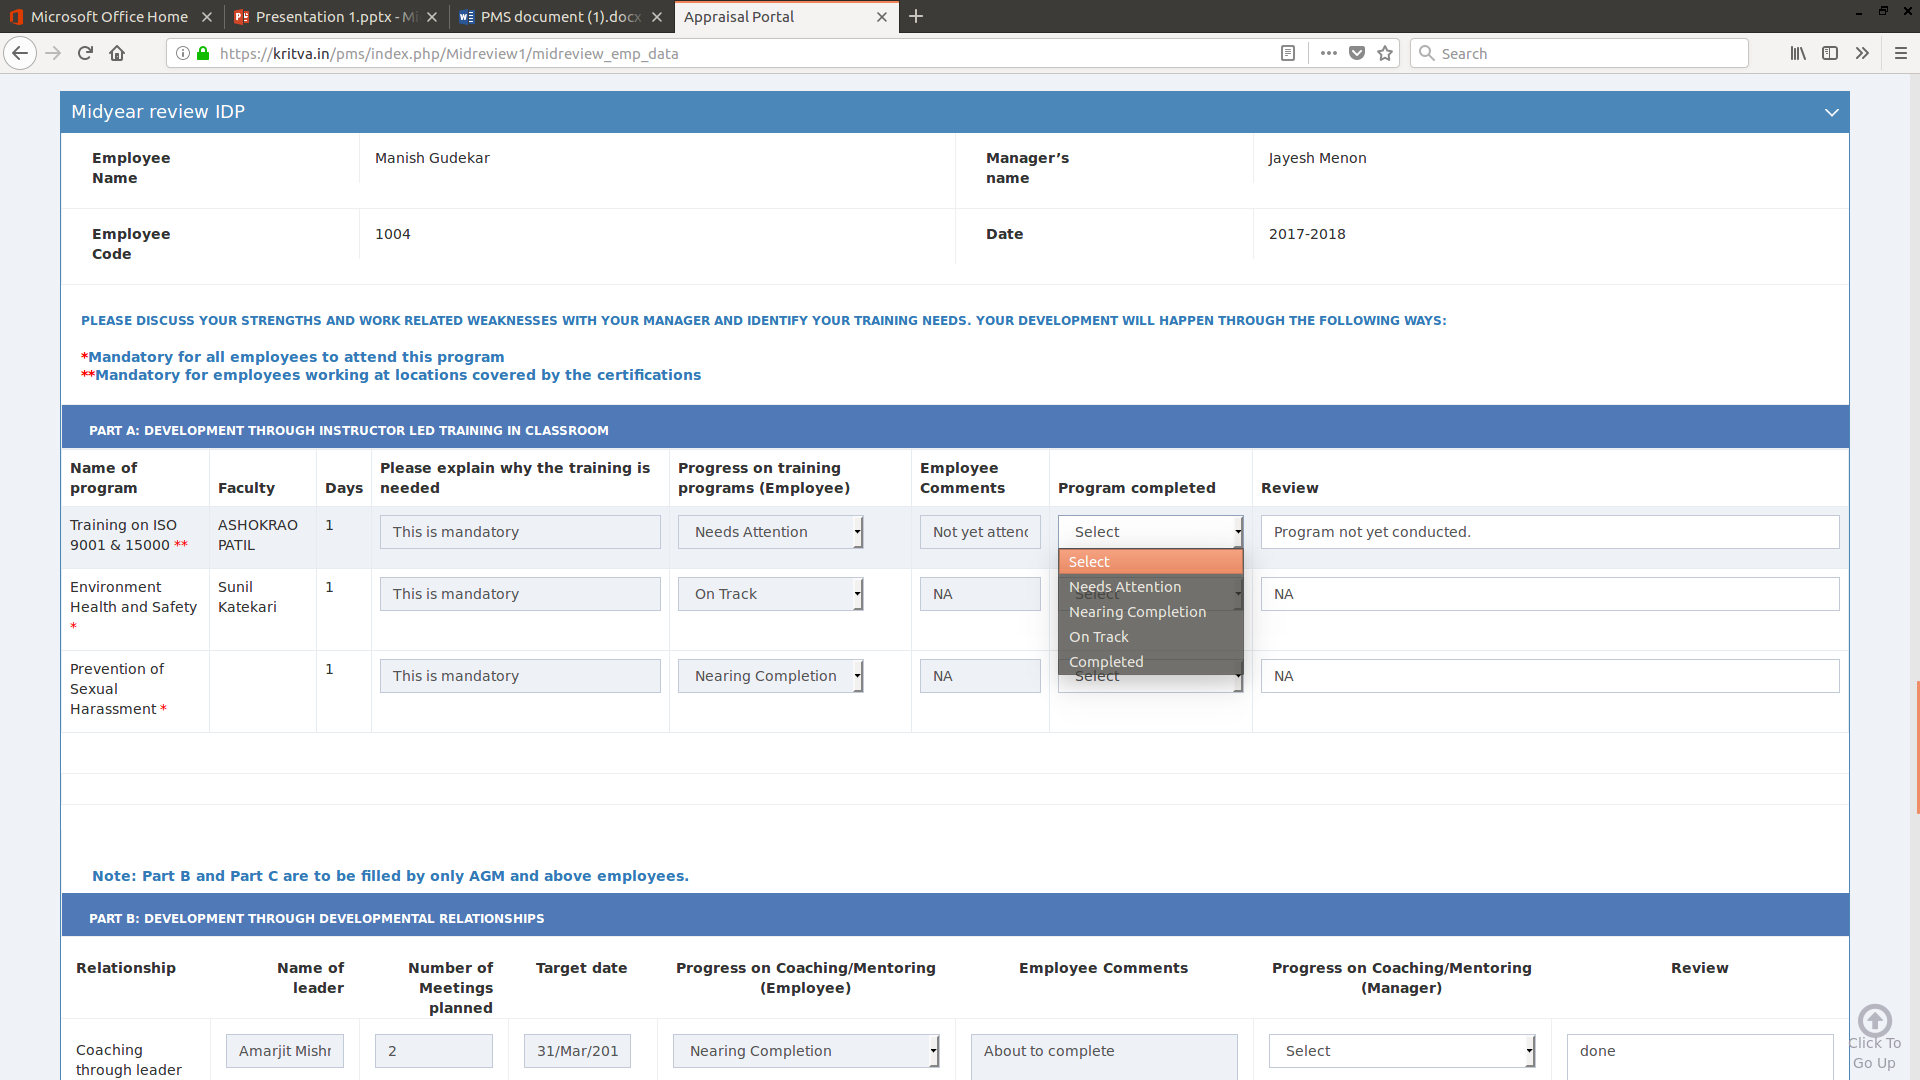 Microsoft Office Home
Presentation 1.pptx - Mi
PMS document (1).docx
Appraisal Portal
https://kritva.in/pms/index.php/Midreview1/midreview_emp_data
Search
Midyear review IDP
Employee Name
Manish Gudekar
Manager’s name
Jayesh Menon
Employee Code
1004
Date
2017-2018
PLEASE DISCUSS YOUR STRENGTHS AND WORK RELATED WEAKNESSES WITH YOUR MANAGER AND IDENTIFY YOUR TRAINING NEEDS. YOUR DEVELOPMENT WILL HAPPEN THROUGH THE FOLLOWING WAYS:
*Mandatory for all employees to attend this program
**Mandatory for employees working at locations covered by the certifications
PART A: DEVELOPMENT THROUGH INSTRUCTOR LED TRAINING IN CLASSROOM
Name of program
Faculty
Days
Please explain why the training is needed
Progress on training programs (Employee)
Employee Comments
Program completed
Review
Training on ISO 9001 & 15000 **
ASHOKRAO PATIL
1
This is mandatory
Needs Attention
Not yet attend
Select
Program not yet conducted.
Select
Needs Attention
Nearing Completion
On Track
Completed
Environment Health and Safety *
Sunil Katekari
1
This is mandatory
On Track
NA
Select
NA
Prevention of Sexual Harassment *
1
This is mandatory
Nearing Completion
NA
Select
NA
Note: Part B and Part C are to be filled by only AGM and above employees.
PART B: DEVELOPMENT THROUGH DEVELOPMENTAL RELATIONSHIPS
Relationship
Name of leader
Number of Meetings planned
Target date
Progress on Coaching/Mentoring (Employee)
Employee Comments
Progress on Coaching/Mentoring (Manager)
Review
Coaching through leader
Amarjit Mishr
2
31/Mar/201
Nearing Completion
About to complete
Select
done
Click To Go Up